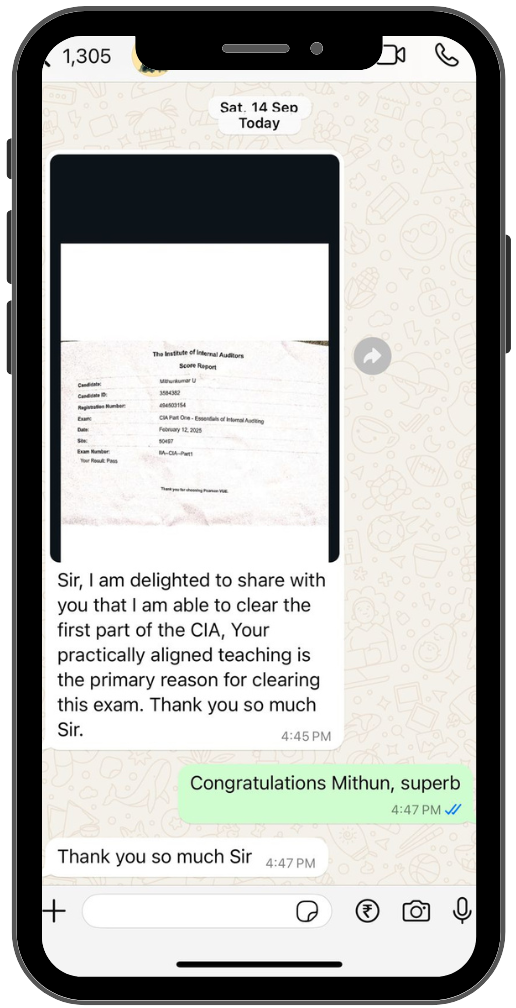 1,305
Sat, 14 Sep
Today
The Institute of Internal Auditors
Score Report
Candidate: Mithunkumar U
Candidate ID: 3584382
Registration Number: 494503154
Exam: CIA Part One - Essentials of Internal Auditing
Date: February 12, 2025
Site: 50497
Exam Number: IIA-CIA-Part1
Your Result: Pass
Thank you for choosing Pearson VUE.
Sir, I am delighted to share with
you that I am able to clear the
first part of the CIA, Your
practically aligned teaching is
the primary reason for clearing
this exam. Thank you so much
Sir.
4:45 PM
Congratulations Mithun, superb
4:47 PM
Thank you so much Sir 4:47 PM